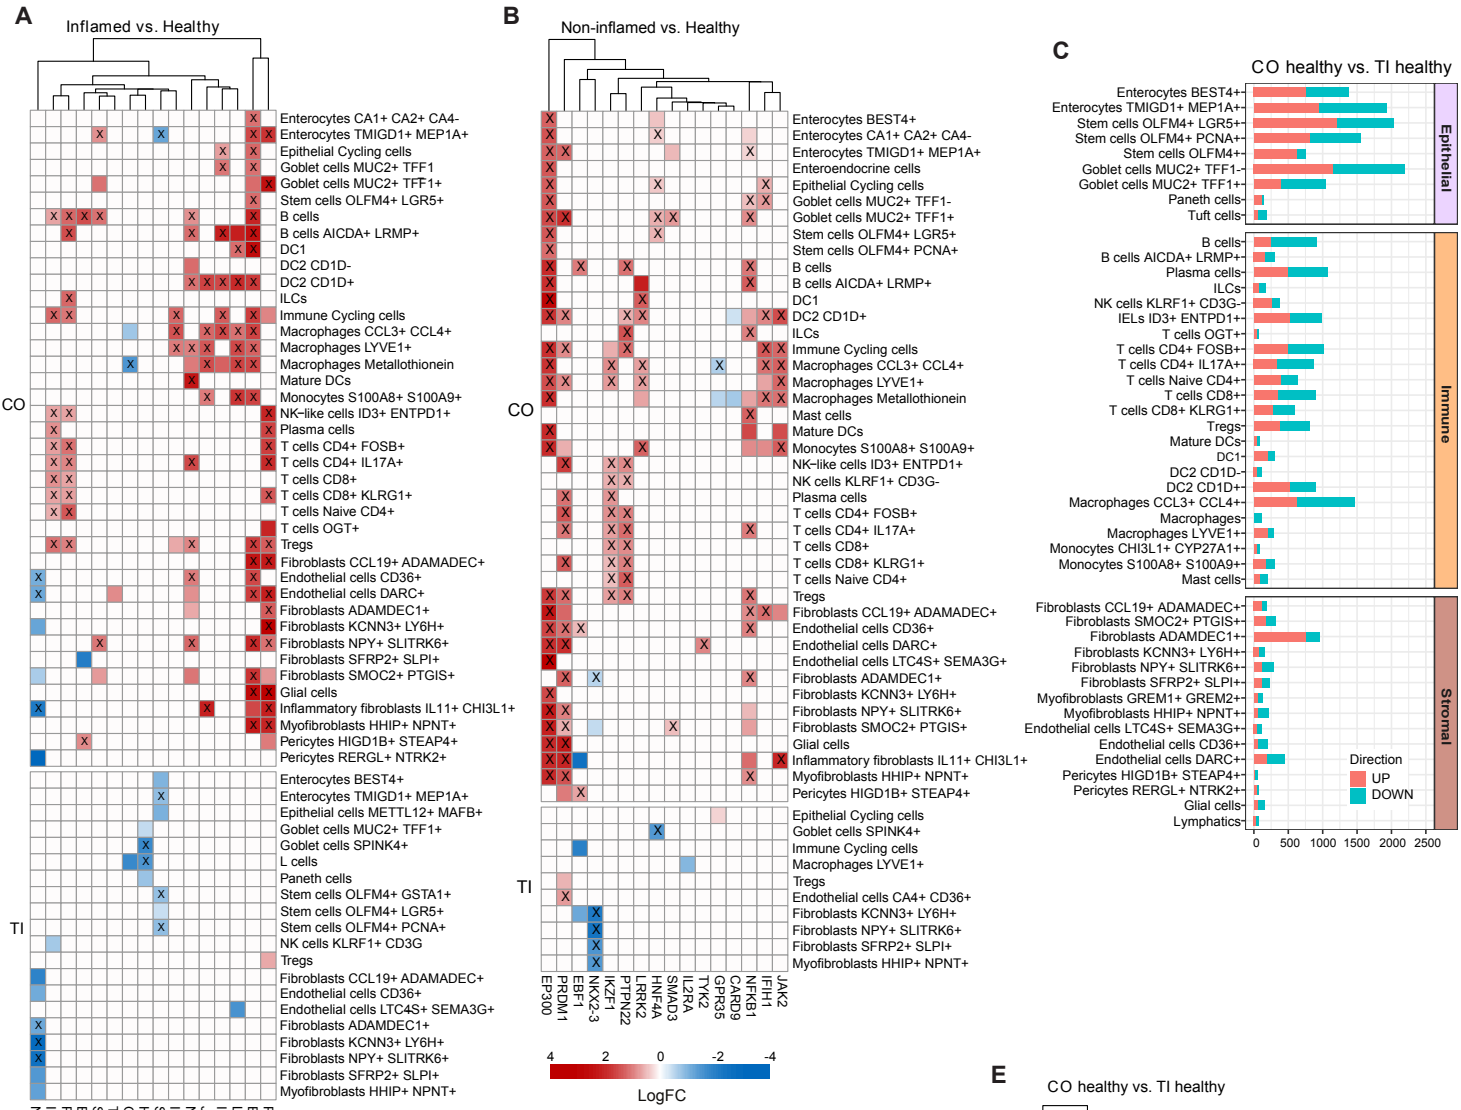 A
Inflamed vs. Healthy
Enterocytes CA1+ CA2+ CA4-
Enterocytes TMIGD1+ MEP1A+
Epithelial Cycling cells
Goblet cells MUC2+ TFF1
Goblet cells MUC2+ TFF1+
Stem cells OLFM4+ LGR5+
B cells
B cells AICDA+ LRMP+
DC1
DC2 CD1D-
DC2 CD1D+
ILCs
Immune Cycling cells
Macrophages CCL3+ CCL4+
Macrophages LYVE1+
Macrophages Metallothionein
Mature DCs
Monocytes S100A8+ S100A9+
CO
NK-like cells ID3+ ENTPD1+
Plasma cells
T cells CD4+ FOSB+
T cells CD4+ IL17A+
T cells CD8+
T cells CD8+ KLRG1+
T cells Naive CD4+
T cells OGT+
Tregs
Fibroblasts CCL19+ ADAMADEC+
Endothelial cells CD36+
Endothelial cells DARC+
Fibroblasts ADAMDEC1+
Fibroblasts KCNN3+ LY6H+
Fibroblasts NPY+ SLITRK6+
Fibroblasts SFRP2+ SLPI+
Fibroblasts SMOC2+ PTGIS+
Glial cells
Inflammatory fibroblasts IL11+ CHI3L1+
Myofibroblasts HHIP+ NPNT+
Pericytes HIGD1B+ STEAP4+
Pericytes RERGL+ NTRK2+
Enterocytes BEST4+
Enterocytes TMIGD1+ MEP1A+
Epithelial cells METTL12+ MAFB+
Goblet cells MUC2+ TFF1+
Goblet cells SPINK4+
L cells
Paneth cells
Stem cells OLFM4+ GSTA1+
Stem cells OLFM4+ LGR5+
Stem cells OLFM4+ PCNA+
TI
NK cells KLRF1+ CD3G
Tregs
Fibroblasts CCL19+ ADAMADEC+
Endothelial cells CD36+
Endothelial cells LTC4S+ SEMA3G+
Fibroblasts ADAMDEC1+
Fibroblasts KCNN3+ LY6H+
Fibroblasts NPY+ SLITRK6+
Fibroblasts SFRP2+ SLPI+
Myofibroblasts HHIP+ NPNT+
B
Non-inflamed vs. Healthy
Enterocytes BEST4+
Enterocytes CA1+ CA2+ CA4-
Enterocytes TMIGD1+ MEP1A+
Enteroendocrine cells
Epithelial Cycling cells
Goblet cells MUC2+ TFF1-
Goblet cells MUC2+ TFF1+
Stem cells OLFM4+ LGR5+
Stem cells OLFM4+ PCNA+
B cells
B cells AICDA+ LRMP+
DC1
DC2 CD1D+
ILCs
Immune Cycling cells
Macrophages CCL3+ CCL4+
Macrophages LYVE1+
Macrophages Metallothionein
CO
Mast cells
Mature DCs
Monocytes S100A8+ S100A9+
NK-like cells ID3+ ENTPD1+
NK cells KLRF1+ CD3G-
Plasma cells
T cells CD4+ FOSB+
T cells CD4+ IL17A+
T cells CD8+
T cells CD8+ KLRG1+
T cells Naive CD4+
Tregs
Fibroblasts CCL19+ ADAMADEC+
Endothelial cells CD36+
Endothelial cells DARC+
Endothelial cells LTC4S+ SEMA3G+
Fibroblasts ADAMDEC1+
Fibroblasts KCNN3+ LY6H+
Fibroblasts NPY+ SLITRK6+
Fibroblasts SMOC2+ PTGIS+
Glial cells
Inflammatory fibroblasts IL11+ CHI3L1+
Myofibroblasts HHIP+ NPNT+
Pericytes HIGD1B+ STEAP4+
Epithelial Cycling cells
Goblet cells SPINK4+
Immune Cycling cells
Macrophages LYVE1+
TI
Tregs
Endothelial cells CA4+ CD36+
Fibroblasts KCNN3+ LY6H+
Fibroblasts NPY+ SLITRK6+
Fibroblasts SFRP2+ SLPI+
Myofibroblasts HHIP+ NPNT+
EP300
PRDM1
EBF1
NKX2-3
IKZF1
PTPN22
LRRK2
HNF4A
SMAD3
IL2RA
TYK2
GPR35
CARD9
NFKB1
IFIH1
JAK2
4 2 0 -2 -4
LogFC
C
CO healthy vs. TI healthy
Enterocytes BEST4+
Enterocytes TMIGD1+ MEP1A+
Stem cells OLFM4+ LGR5+
Stem cells OLFM4+ PCNA+
Stem cells OLFM4+
Goblet cells MUC2+ TFF1-
Goblet cells MUC2+ TFF1+
Paneth cells
Tuft cells
Epithelial
B cells
B cells AICDA+ LRMP+
Plasma cells
ILCs
NK cells KLRF1+ CD3G-
IELs ID3+ ENTPD1+
T cells OGT+
T cells CD4+ FOSB+
T cells CD4+ IL17A+
T cells Naive CD4+
T cells CD8+
T cells CD8+ KLRG1+
Tregs
Mature DCs
DC1
DC2 CD1D-
DC2 CD1D+
Macrophages CCL3+ CCL4+
Macrophages
Macrophages LYVE1+
Monocytes CHI3L1+ CYP27A1+
Monocytes S100A8+ S100A9+
Mast cells
Immune
Fibroblasts CCL19+ ADAMADEC+
Fibroblasts SMOC2+ PTGIS+
Fibroblasts ADAMDEC1+
Fibroblasts KCNN3+ LY6H+
Fibroblasts NPY+ SLITRK6+
Fibroblasts SFRP2+ SLPI+
Myofibroblasts GREM1+ GREM2+
Myofibroblasts HHIP+ NPNT+
Endothelial cells LTC4S+ SEMA3G+
Endothelial cells CD36+
Endothelial cells DARC+
Pericytes HIGD1B+ STEAP4+
Pericytes RERGL+ NTRK2+
Glial cells
Lymphatics
Stromal
Direction
UP
DOWN
0 500 1000 1500 2000 2500
E
CO healthy vs. TI healthy